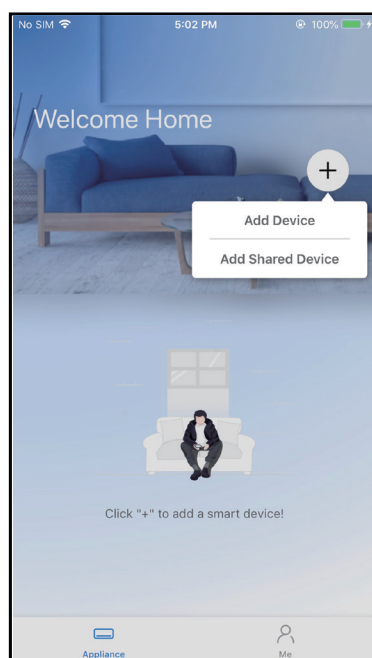 No SIM 5:02 PM 100%
Welcome Home
+
Add Device
Add Shared Device
Click "+" to add a smart device!
Appliance Me